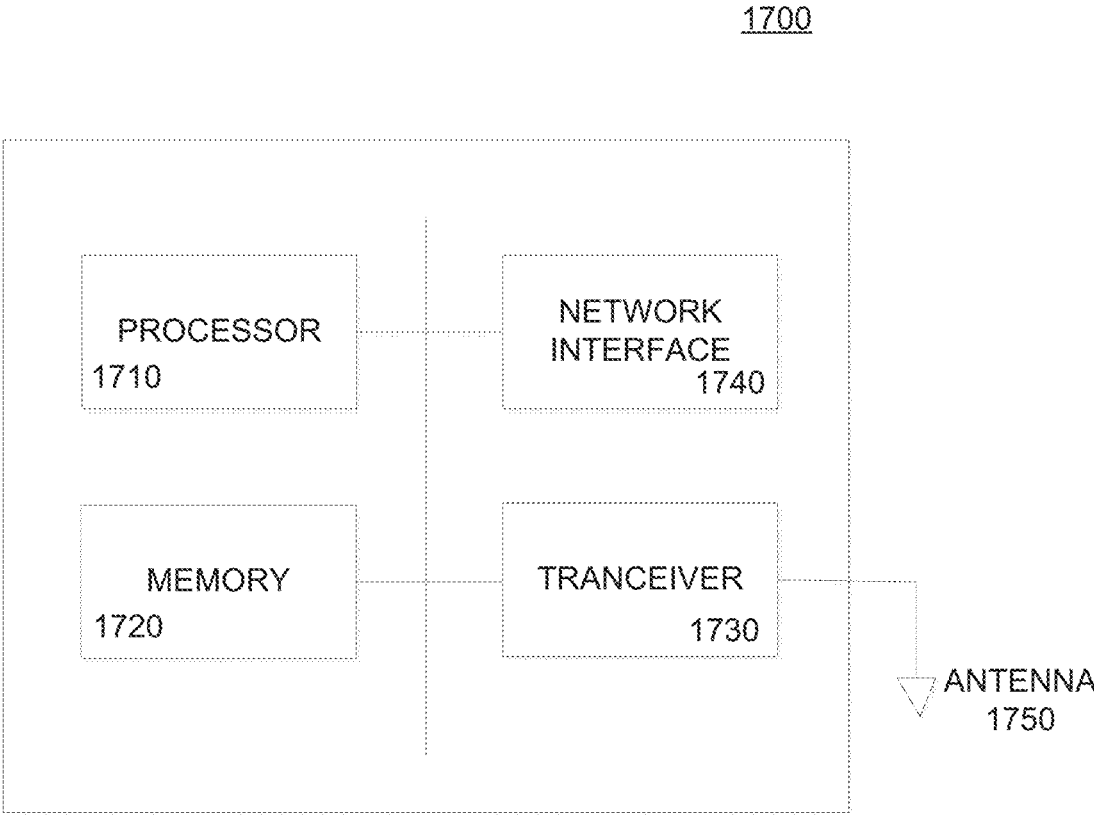 1700
PROCESSOR
1710
NETWORK
INTERFACE
1740
MEMORY
1720
TRANCEIVER
1730
ANTENNA
1750